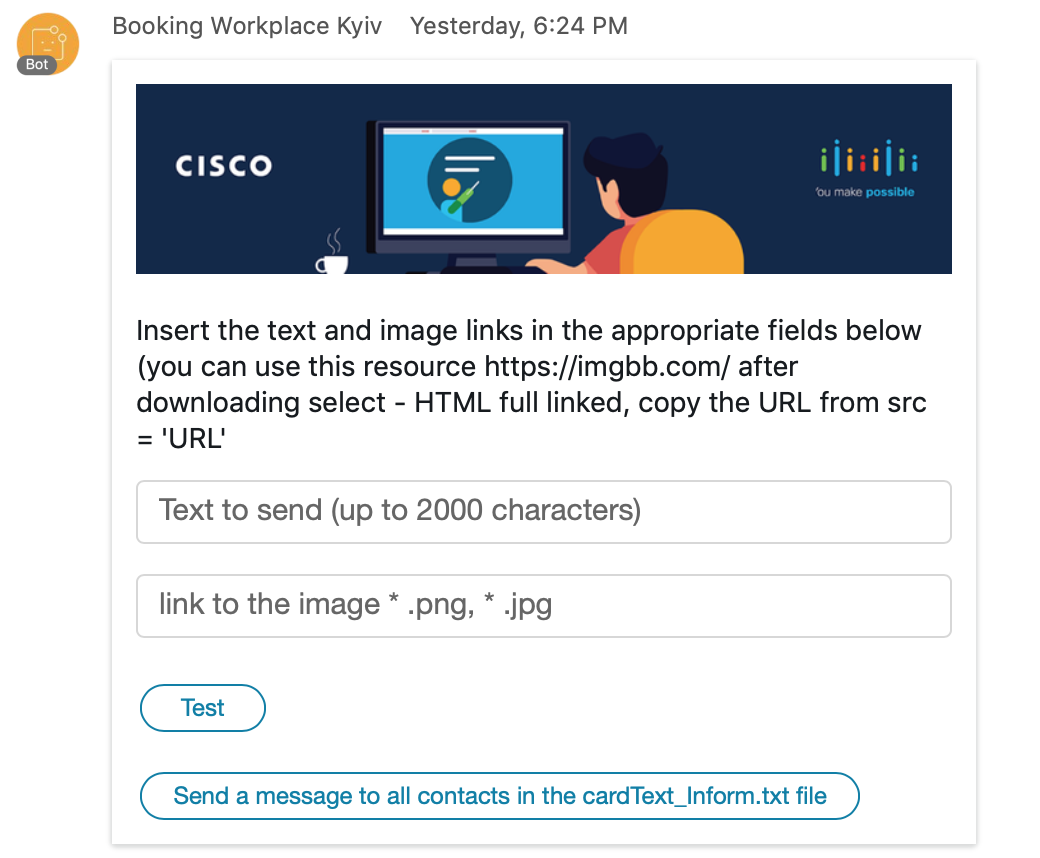 Booking Workplace Kyiv Yesterday, 6:24 PM
Bot
CISCO
'ou make possible
Insert the text and image links in the appropriate fields below
(you can use this resource https://imgbb.com/ after
downloading select - HTML full linked, copy the URL from src
= 'URL'
Text to send (up to 2000 characters)
link to the image * .png, * .jpg
Test
Send a message to all contacts in the cardText_Inform.txt file